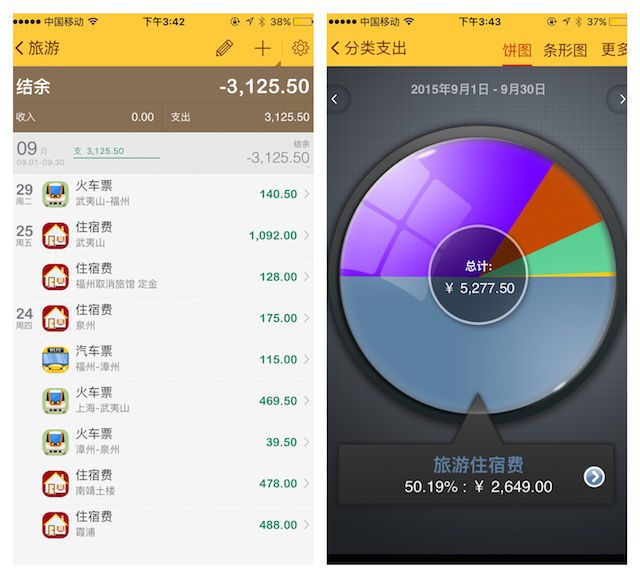 中国移动 下午3:42 38%
旅游
结余 -3,125.50
收入 0.00 支出 3,125.50
09月 支 3,125.50 结余
09.01-09.30 -3,125.50
29 火车票 140.50
周二 武夷山-福州
25 住宿费 1,092.00
周五 武夷山
住宿费 128.00
福州取消旅馆 定金
24 住宿费 175.00
周四 泉州
汽车票 115.00
BUS
福州-漳州
火车票 469.50
上海-武夷山
火车票 39.50
漳州-泉州
住宿费 478.00
南靖土楼
住宿费 488.00
霞浦
中国移动 下午3:43 37%
分类支出 饼图 条形图 更多
2015年9月1日 - 9月30日
总计:
¥ 5,277.50
旅游住宿费
50.19% : ¥ 2,649.00